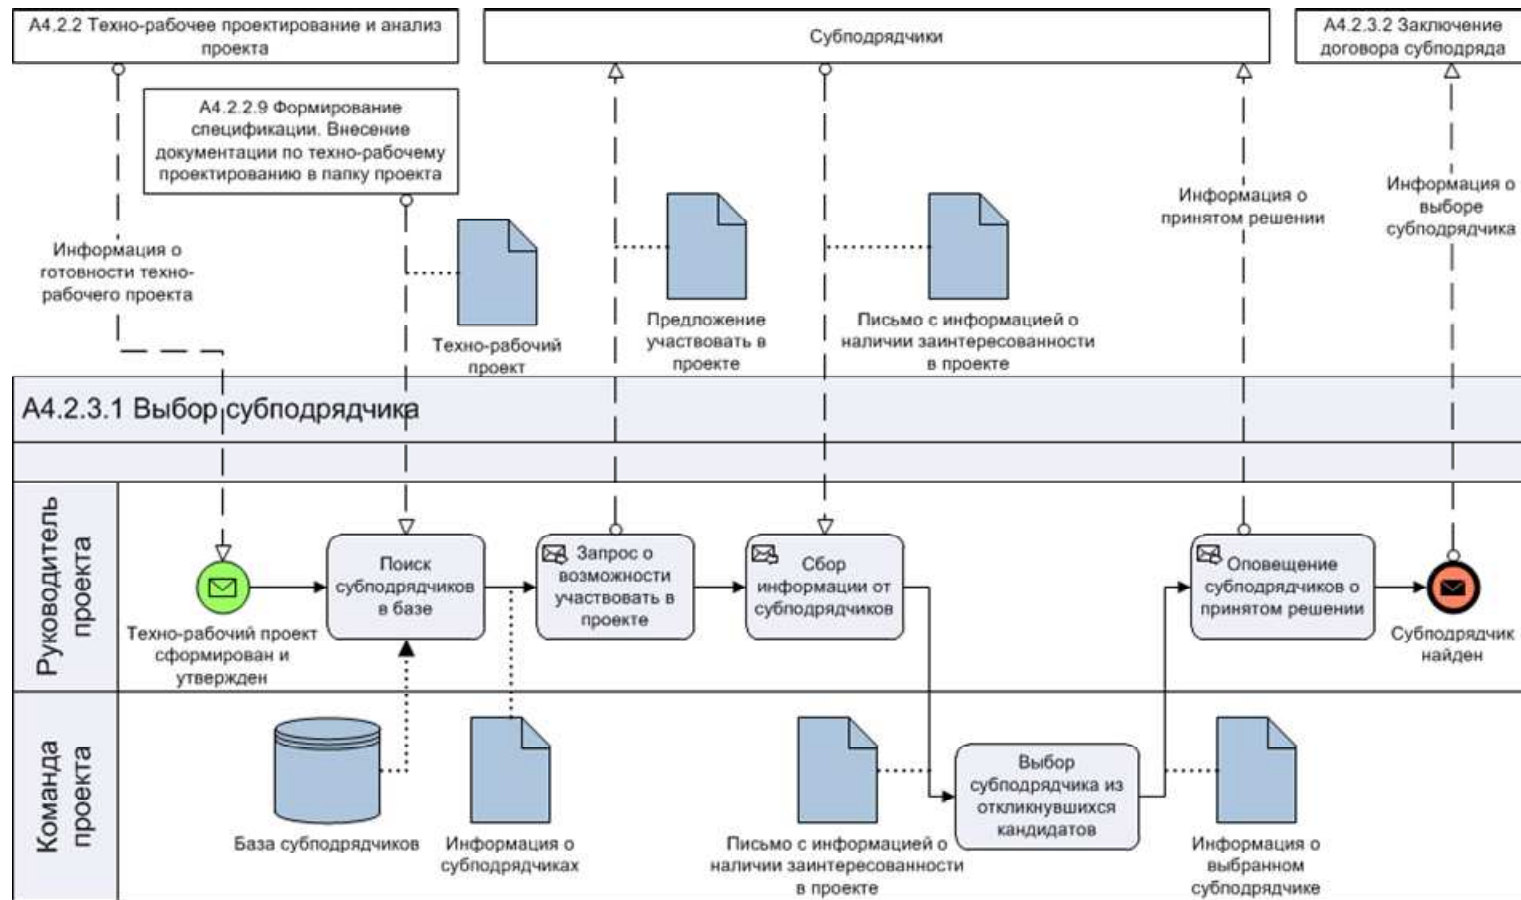 А4.2.2 Техно-рабочее проектирование и анализ
проекта
Субподрядчики
А4.2.3.2 Заключение
договора субподряда
А4.2.2.9 Формирование
спецификации. Внесение
документации по техно-рабочему
проектированию в папку проекта
Информация о
готовности техно-
рабочего проекта
Техно-рабочий
проект
Предложение
участвовать в
проекте
Письмо с информацией о
наличии заинтересованности
в проекте
Информация о
принятом решении
Информация о
выборе
субподрядчика
А4.2.3.1 Выбор субподрядчика
Руководитель
проекта
Техно-рабочий проект
сформирован и
утвержден
Поиск
субподрядчиков
в базе
Запрос о
возможности
участвовать в
проекте
Сбор
информации от
субподрядчиков
Оповещение
субподрядчиков о
принятом решении
Субподрядчик
найден
Команда
проекта
База субподрядчиков
Информация о
субподрядчиках
Письмо с информацией о
наличии заинтересованности
в проекте
Выбор
субподрядчика из
откликнувшихся
кандидатов
Информация о
выбранном
субподрядчике